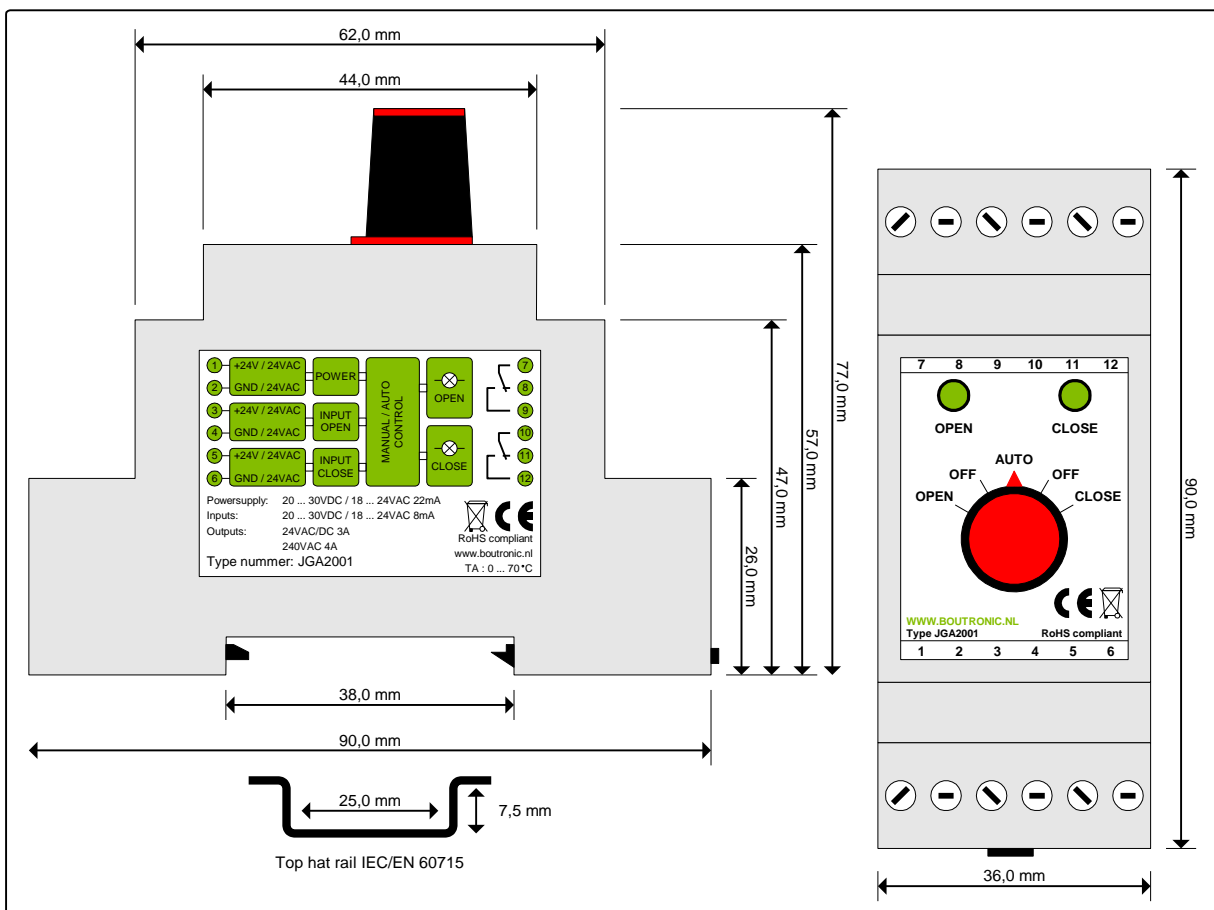 62,0 mm
44,0 mm
77,0 mm
57,0 mm
47,0 mm
26,0 mm
1 +24V / 24VAC
2 GND / 24VAC
POWER
3 +24V / 24VAC
4 GND / 24VAC
INPUT
OPEN
5 +24V / 24VAC
6 GND / 24VAC
INPUT
CLOSE
MANUAL / AUTO
CONTROL
OPEN
CLOSE
7
8
9
10
11
12
Powersupply: 20 ... 30VDC / 18 ... 24VAC 22mA
Inputs: 20 ... 30VDC / 18 ... 24VAC 8mA
Outputs: 24VAC/DC 3A
240VAC 4A
Type nummer: JGA2001
CE
RoHS compliant
www.boutronic.nl
TA : 0 ... 70°C
38,0 mm
90,0 mm
25,0 mm
7,5 mm
Top hat rail IEC/EN 60715
7 8 9 10 11 12
OPEN CLOSE
AUTO
OFF OFF
OPEN CLOSE
CE
WWW.BOUTRONIC.NL
Type JGA2001 RoHS compliant
1 2 3 4 5 6
90,0 mm
36,0 mm